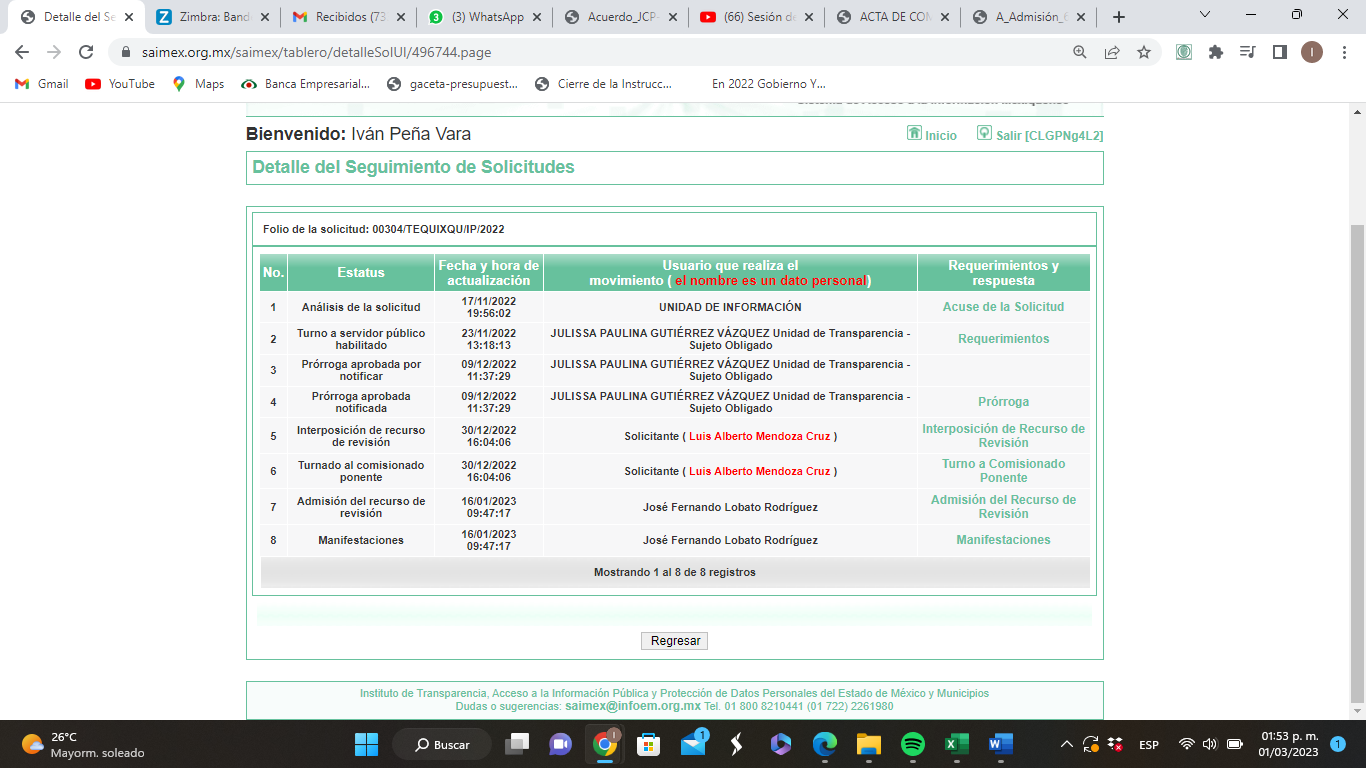 Detalle del Se
Zimbra: Band
Recibidos (73
(3) WhatsApp
Acuerdo_JCP-
(66) Sesión de
ACTA DE COM
A_Admisión_6
saimex.org.mx/saimex/tablero/detalleSolUI/496744.page
I
Gmail
YouTube
Maps
Banca Empresarial...
gaceta-presupuest...
Cierre de la Instrucc...
En 2022 Gobierno Y...
Bienvenido: Iván Peña Vara
Inicio
Salir [CLGPNg4L2]
Detalle del Seguimiento de Solicitudes
Folio de la solicitud: 00304/TEQUIXQU/IP/2022
No.
Estatus
Fecha y hora de
actualización
Usuario que realiza el
movimiento ( el nombre es un dato personal)
Requerimientos y
respuesta
1
Análisis de la solicitud
17/11/2022
19:56:02
UNIDAD DE INFORMACIÓN
Acuse de la Solicitud
2
Turno a servidor público
habilitado
23/11/2022
13:18:13
JULISSA PAULINA GUTIÉRREZ VÁZQUEZ Unidad de Transparencia -
Sujeto Obligado
Requerimientos
3
Prórroga aprobada por
notificar
09/12/2022
11:37:29
JULISSA PAULINA GUTIÉRREZ VÁZQUEZ Unidad de Transparencia -
Sujeto Obligado
4
Prórroga aprobada
notificada
09/12/2022
11:37:29
JULISSA PAULINA GUTIÉRREZ VÁZQUEZ Unidad de Transparencia -
Sujeto Obligado
Prórroga
5
Interposición de recurso
de revisión
30/12/2022
16:04:06
Solicitante ( Luis Alberto Mendoza Cruz )
Interposición de Recurso de
Revisión
6
Turnado al comisionado
ponente
30/12/2022
16:04:06
Solicitante ( Luis Alberto Mendoza Cruz )
Turno a Comisionado
Ponente
7
Admisión del recurso de
revisión
16/01/2023
09:47:17
José Fernando Lobato Rodríguez
Admisión del Recurso de
Revisión
8
Manifestaciones
16/01/2023
09:47:17
José Fernando Lobato Rodríguez
Manifestaciones
Mostrando 1 al 8 de 8 registros
Regresar
Instituto de Transparencia, Acceso a la Información Pública y Protección de Datos Personales del Estado de México y Municipios
Dudas o sugerencias: saimex@infoem.org.mx Tel. 01 800 8210441 (01 722) 2261980
26°C
Mayorm. soleado
Buscar
1
ESP
01:53 p. m.
01/03/2023
1